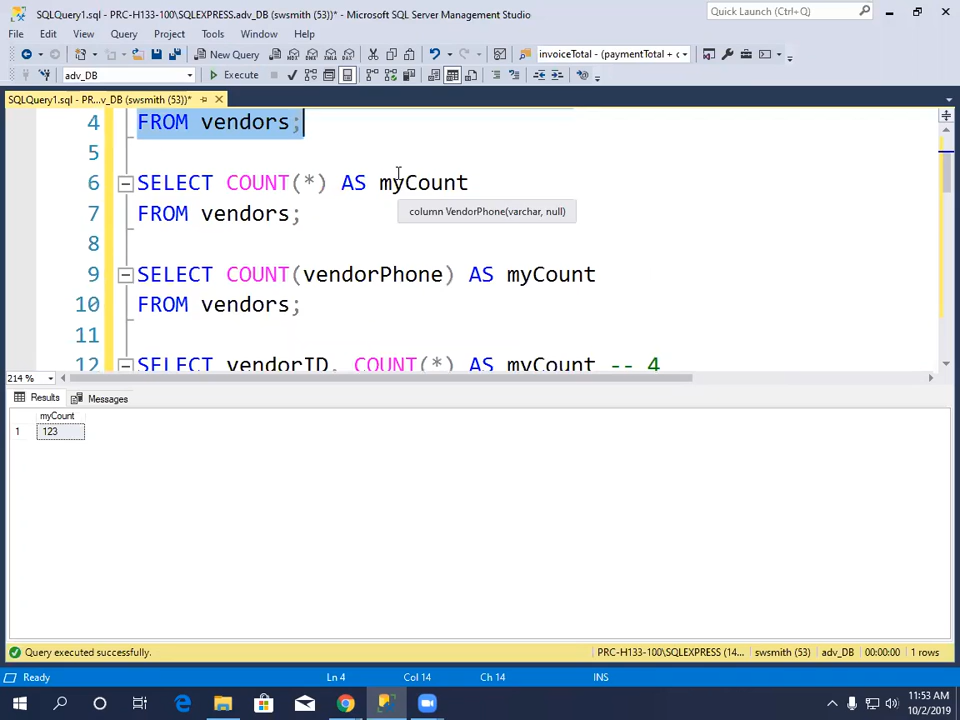 SQLQuery1.sql - PRC-H133-100\SQLEXPRESS.adv_DB (swsmith (53))* - Microsoft SQL Server Management Studio
Quick Launch (Ctrl+Q)
File Edit View Query Project Tools Window Help
New Query
invoiceTotal - (paymentTotal + c
adv_DB
Execute
SQLQuery1.sql - PR...v_DB (swsmith (53))*
4 FROM vendors;
5
6 SELECT COUNT(*) AS myCount
column VendorPhone(varchar, null)
7 FROM vendors;
8
9 SELECT COUNT(vendorPhone) AS myCount
10 FROM vendors;
11
12 SELECT vendorID, COUNT(*) AS myCount -- 4
214 %
Results Messages
myCount
1 123
Query executed successfully.
PRC-H133-100\SQLEXPRESS (14... swsmith (53) adv_DB 00:00:00 1 rows
Ready Ln 4 Col 14 Ch 14 INS
11:53 AM
10/2/2019